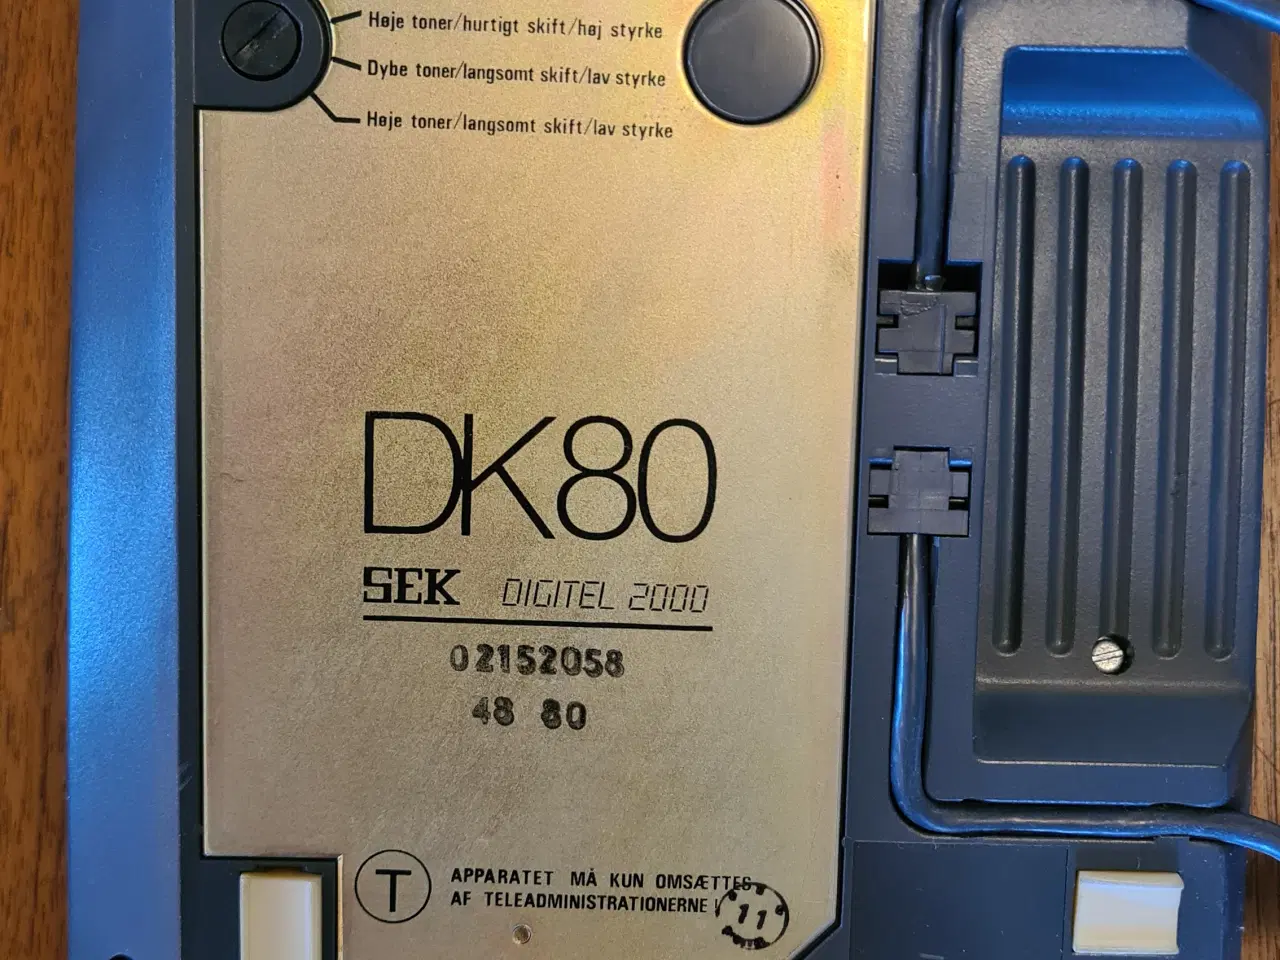 Høje toner/hurtigt skift/høj styrke
Dybe toner/langsomt skift/lav styrke
Høje toner/langsomt skift/lav styrke
DK80
SEK DIGITEL 2000
02152058
48 80
T APPARATET MÅ KUN OMSÆTTES
AF TELEADMINISTRATIONERNE
11